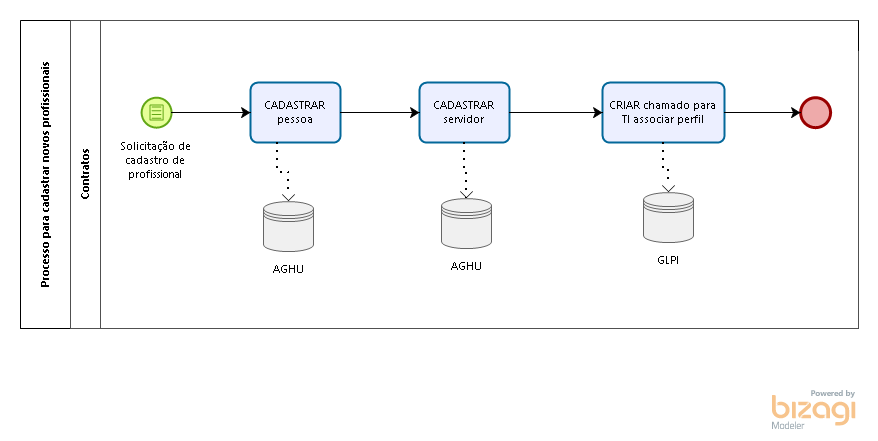 Processo para cadastrar novos profissionais
Contratos
Solicitação de
cadastro de
profissional
CADASTRAR
pessoa
CADASTRAR
servidor
CRIAR chamado para
TI associar perfil
AGHU
AGHU
GLPI
Powered by
bizagi
Modeler